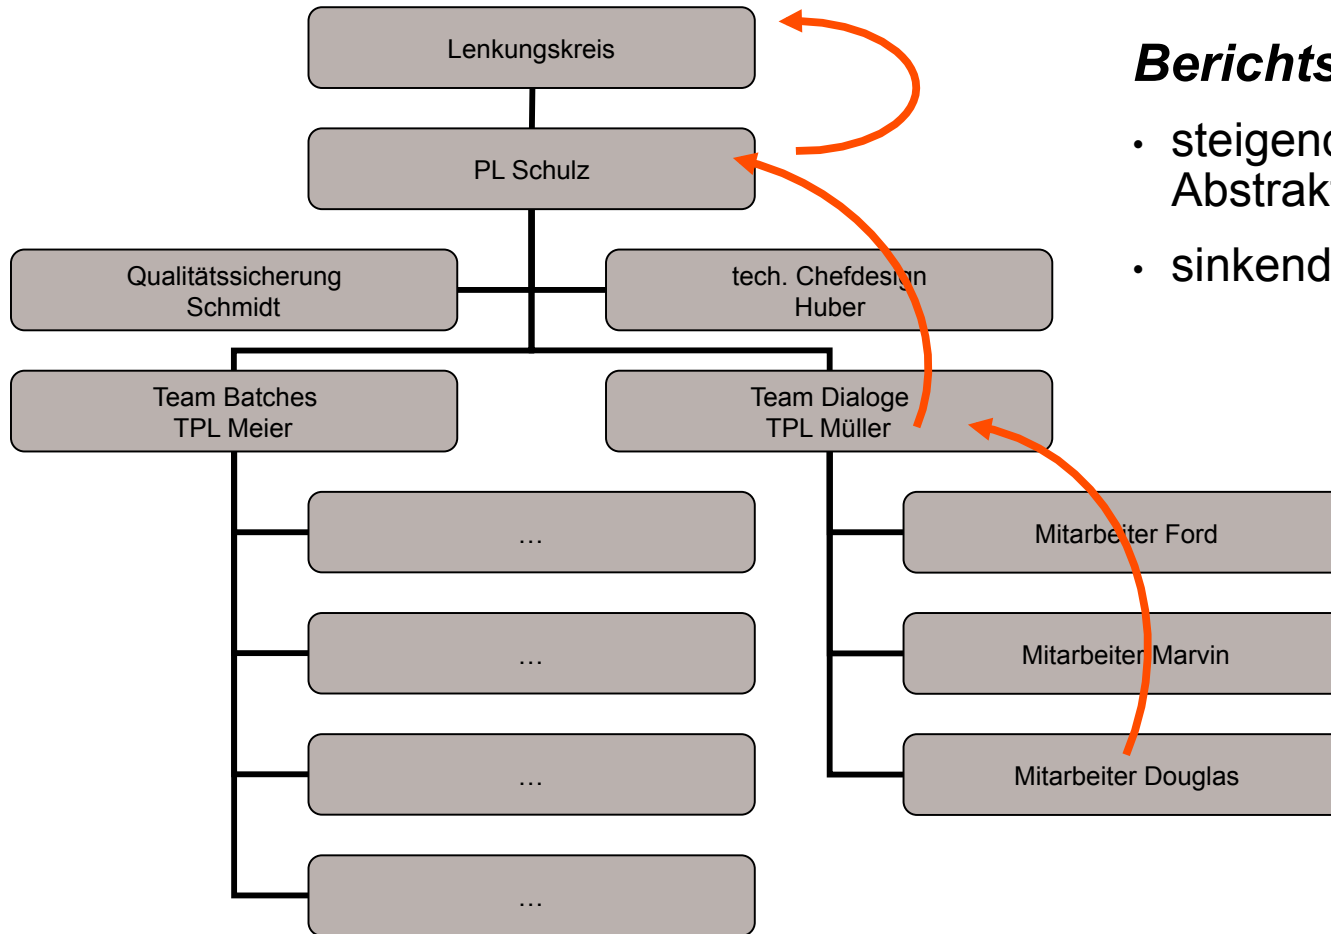 Lenkungskreis
PL Schulz
Qualitätssicherung
Schmidt
tech. Chefdesign
Huber
Team Batches
TPL Meier
Team Dialoge
TPL Müller
…
…
…
…
Mitarbeiter Ford
Mitarbeiter Marvin
Mitarbeiter Douglas